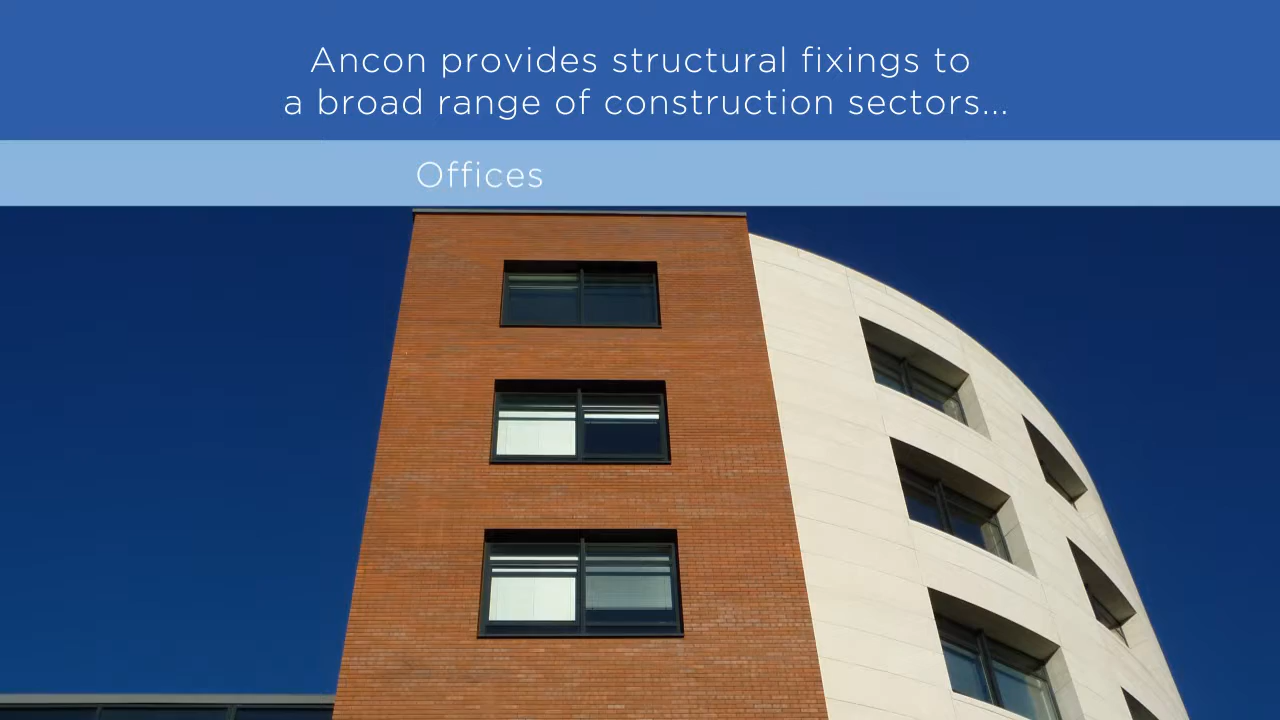 Ancon provides structural fixings to
a broad range of construction sectors...
Offices